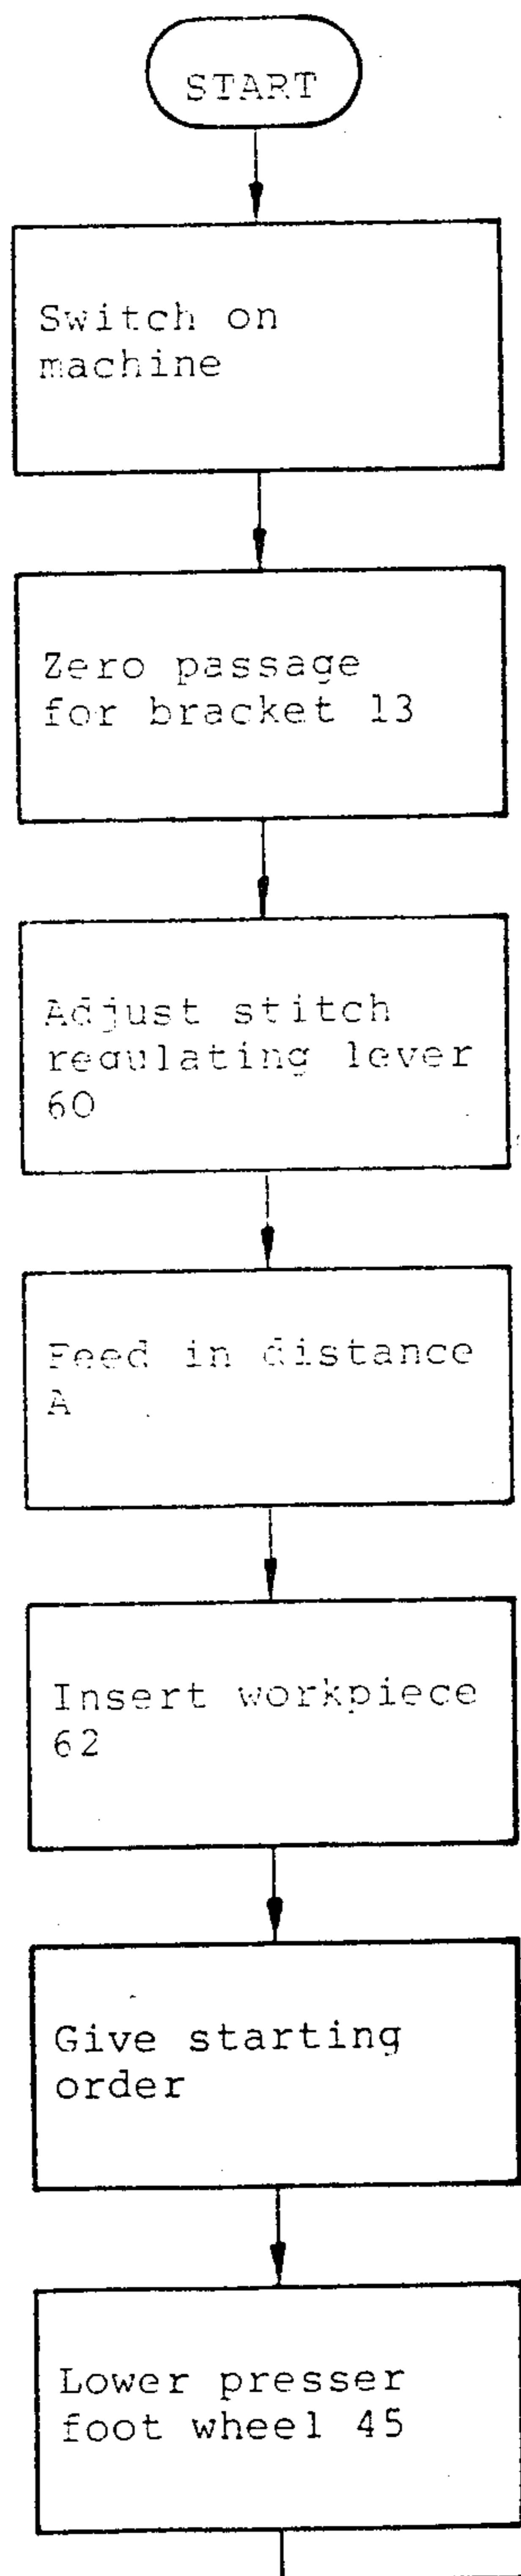 START
Switch on
machine
Zero passage
for bracket 13
Adjust stitch
regulating lever
60
Feed in distance
A
Insert workpiece
62
Give starting
order
Lower presser
foot wheel 45